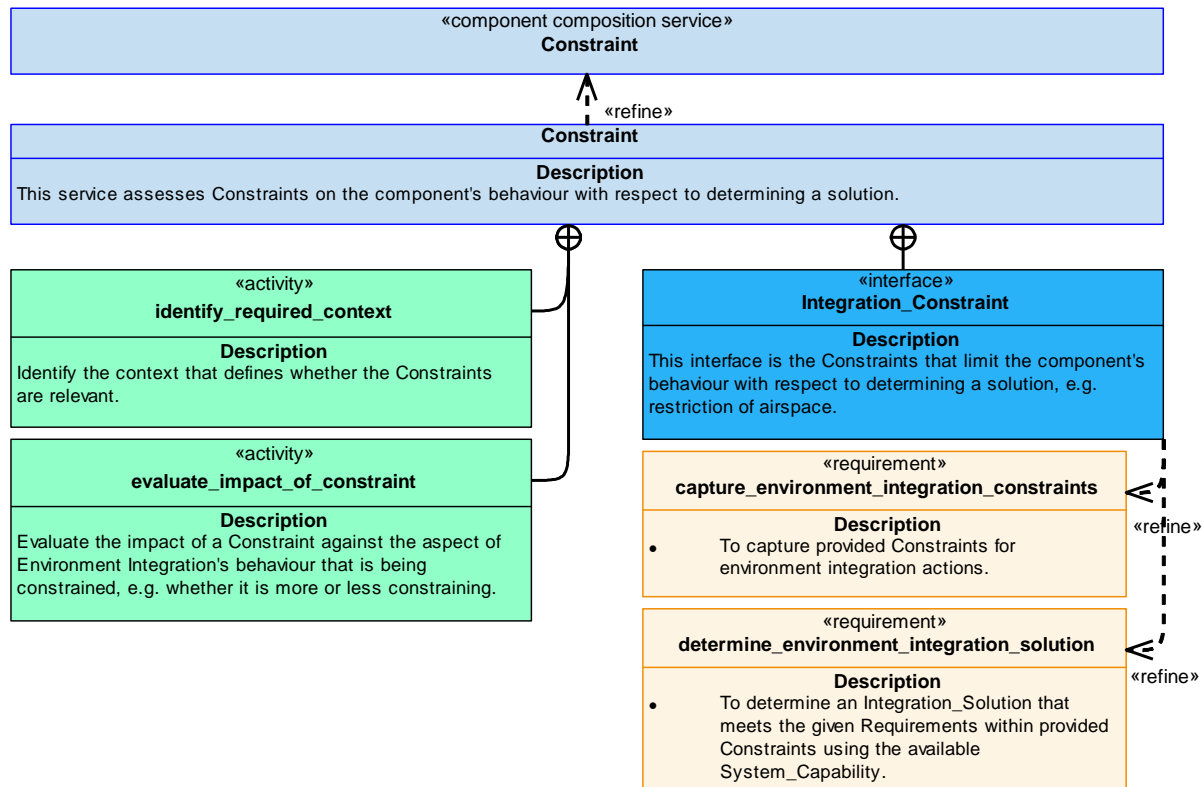 «component composition service»
Constraint
«refine»
Constraint
Description
This service assesses Constraints on the component's behaviour with respect to determining a solution.
«activity»
identify_required_context
Description
Identify the context that defines whether the Constraints
are relevant.
«activity»
evaluate_impact_of_constraint
Description
Evaluate the impact of a Constraint against the aspect of
Environment Integration's behaviour that is being
constrained, e.g. whether it is more or less constraining.
«interface»
Integration_Constraint
Description
This interface is the Constraints that limit the component's
behaviour with respect to determining a solution, e.g.
restriction of airspace.
«requirement»
capture_environment_integration_constraints
Description
• To capture provided Constraints for
environment integration actions.
«refine»
«requirement»
determine_environment_integration_solution
Description
• To determine an Integration_Solution that
meets the given Requirements within provided
Constraints using the available
System_Capability.
«refine»